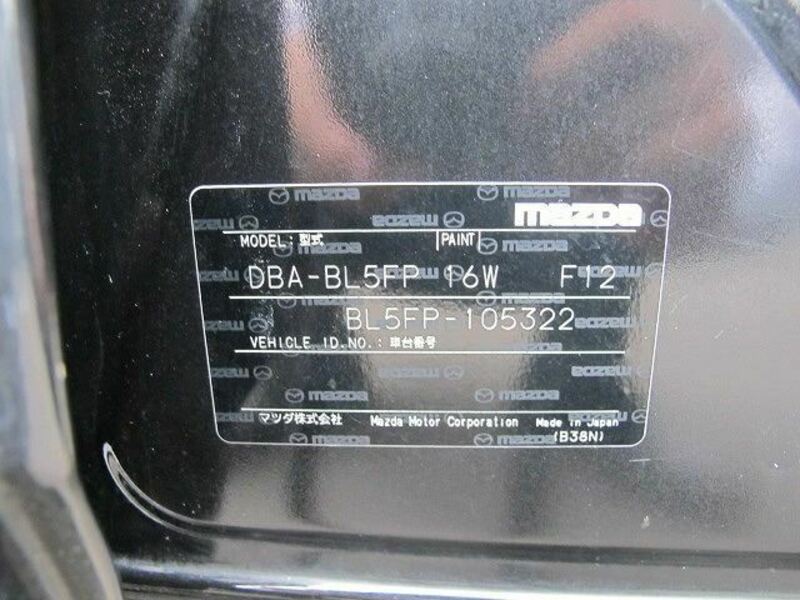 mazda
MODEL: 型式 PAINT
DBA-BL5FP 16W F12
BL5FP-105322
VEHICLE ID.NO.: 車台番号
マツダ株式会社 Mazda Motor Corporation Made in Japan
(B38N)